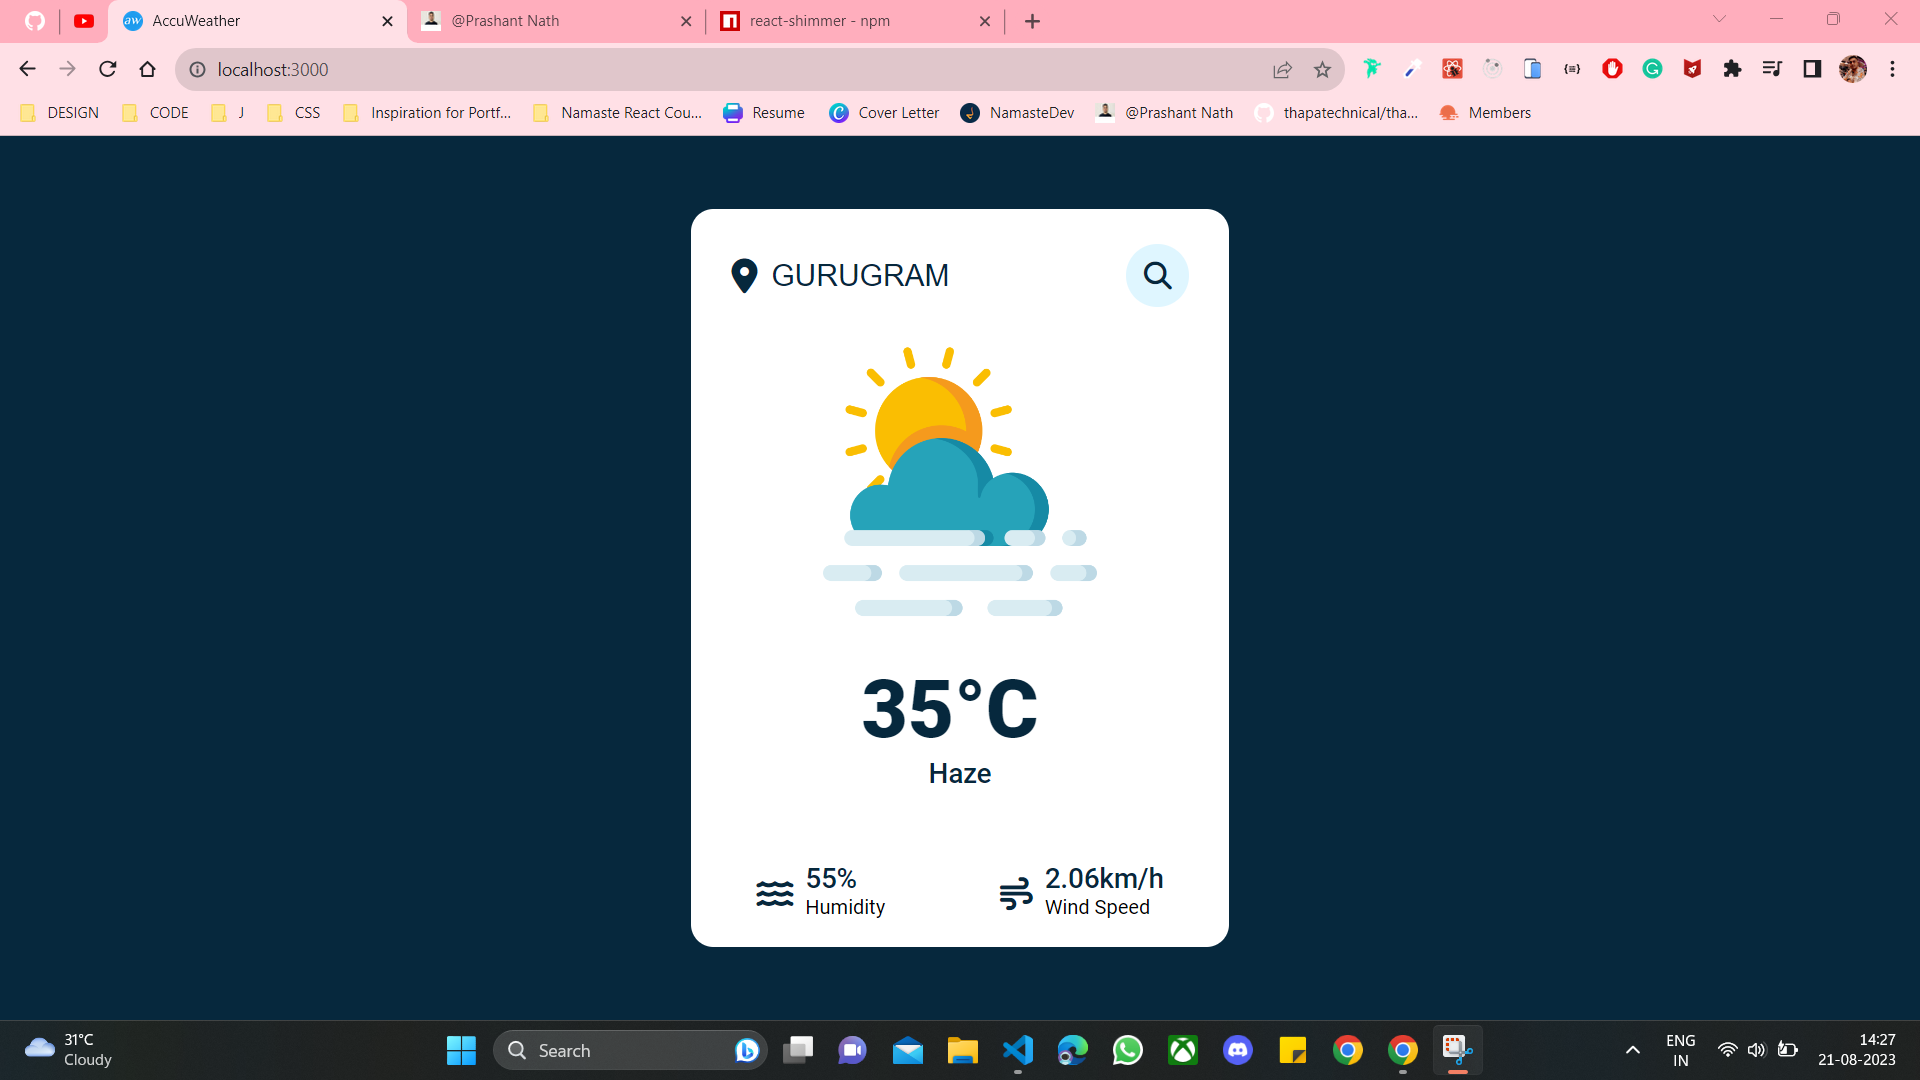 aw AccuWeather
@Prashant Nath
react-shimmer - npm
localhost:3000
DESIGN
CODE
J
CSS
Inspiration for Portf...
Namaste React Cou...
Resume
Cover Letter
NamasteDev
@Prashant Nath
thapatechnical/tha...
Members
GURUGRAM
35°C
Haze
55%
Humidity
2.06km/h
Wind Speed
31°C
Cloudy
Search
ENG
IN
14:27
21-08-2023